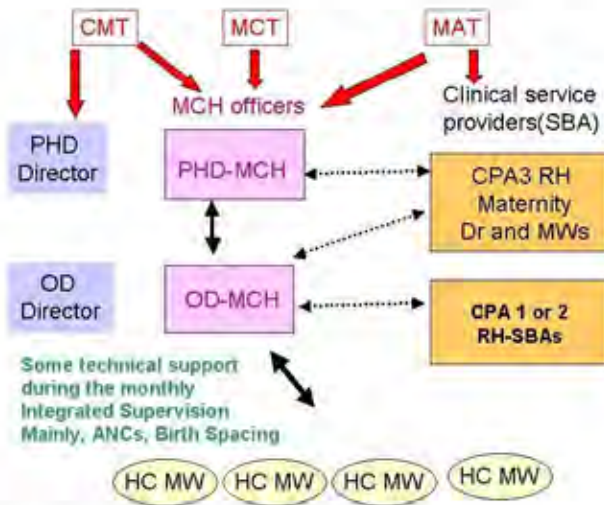 CMT
MCT
MAT
MCH officers
Clinical service
providers(SBA)
PHD
Director
PHD-MCH
CPA3 RH
Maternity
Dr and MWs
OD
Director
OD-MCH
CPA 1 or 2
RH-SBAs
Some technical support
during the monthly
Integrated Supervision
Mainly, ANCs, Birth Spacing
HC MW
HC MW
HC MW
HC MW